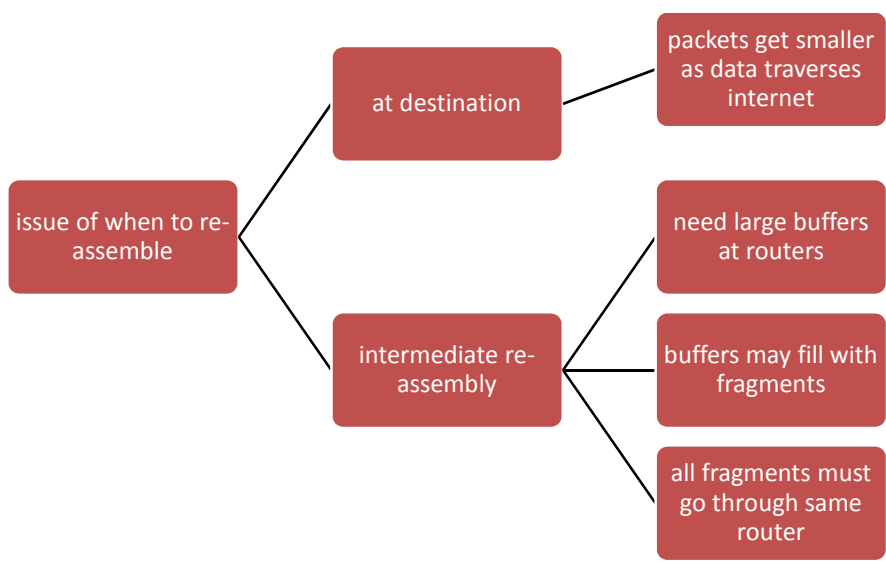 issue of when to re-
assemble
at destination
packets get smaller
as data traverses
internet
intermediate re-
assembly
need large buffers
at routers
buffers may fill with
fragments
all fragments must
go through same
router